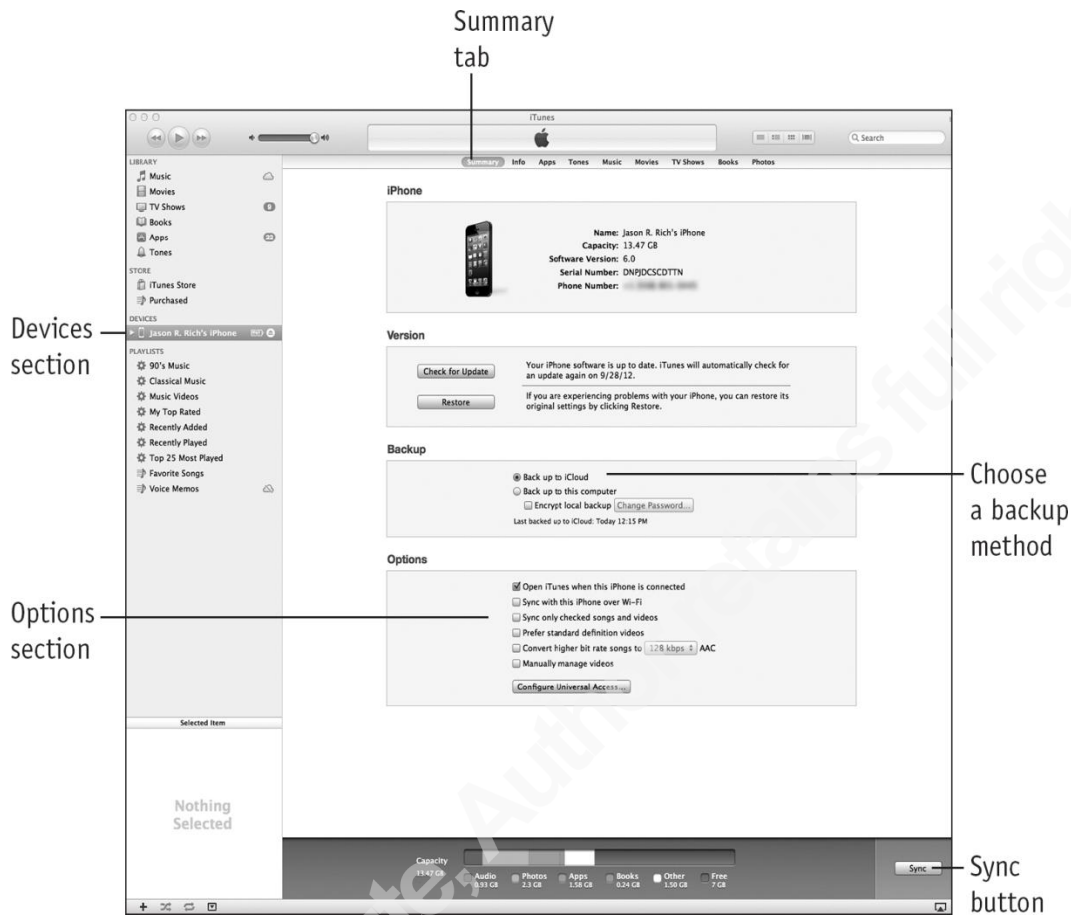 Summary
tab
iTunes
Search
LIBRARY
Music
Movies
TV Shows 8
Books
Apps 22
Tones
STORE
iTunes Store
Purchased
DEVICES
Jason R. Rich's iPhone
PLAYLISTS
90's Music
Classical Music
Music Videos
My Top Rated
Recently Added
Recently Played
Top 25 Most Played
Favorite Songs
Voice Memos
Selected Item
Nothing
Selected
Summary Info Apps Tones Music Movies TV Shows Books Photos
iPhone
Name: Jason R. Rich's iPhone
Capacity: 13.47 GB
Software Version: 6.0
Serial Number: DNPJDCSCDTTN
Phone Number:
Version
Check for Update
Your iPhone software is up to date. iTunes will automatically check for
an update again on 9/28/12.
Restore
If you are experiencing problems with your iPhone, you can restore its
original settings by clicking Restore.
Backup
Back up to iCloud
Back up to this computer
Encrypt local backup Change Password...
Last backed up to iCloud: Today 12:15 PM
Options
Open iTunes when this iPhone is connected
Sync with this iPhone over Wi-Fi
Sync only checked songs and videos
Prefer standard definition videos
Convert higher bit rate songs to 128 kbps AAC
Manually manage videos
Configure Universal Access...
Capacity
13.47 GB
Audio
0.93 GB
Photos
2.3 GB
Apps
1.58 GB
Books
0.24 GB
Other
1.50 GB
Free
7 GB
Sync
Devices
section
Options
section
Choose
a backup
method
Sync
button
Author retains full